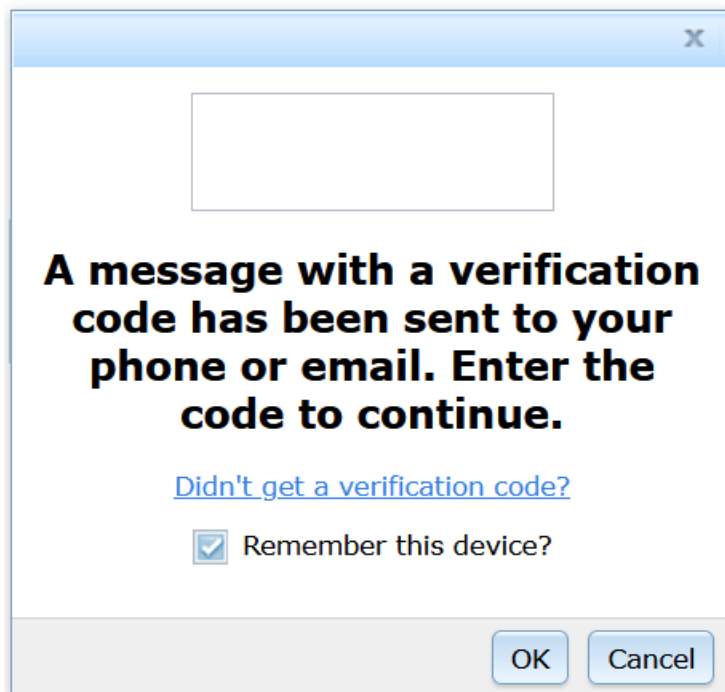 x
A message with a verification
code has been sent to your
phone or email. Enter the
code to continue.
Didn't get a verification code?
Remember this device?
OK
Cancel